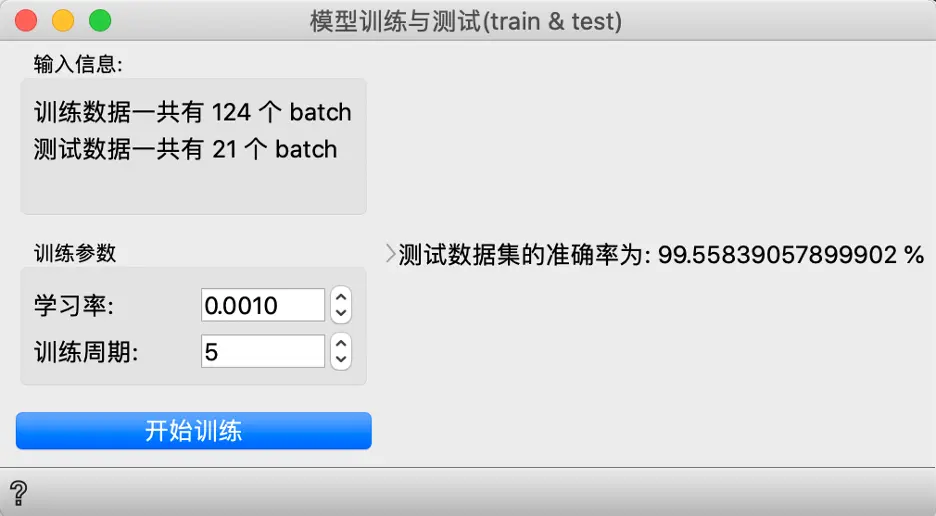 模型训练与测试(train & test)
输入信息:
训练数据一共有 124 个 batch
测试数据一共有 21 个 batch
训练参数
学习率: 0.0010
训练周期: 5
开始训练
测试数据集的准确率为: 99.55839057899902 %
?